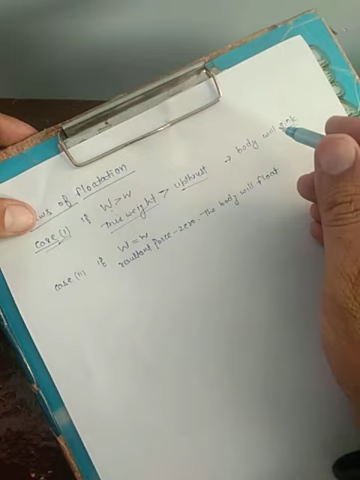 ws of floatation
case (i) if W > w
True weight > upthrust → body will sink
case (ii) if W = w
resultant force - zero - The body will float